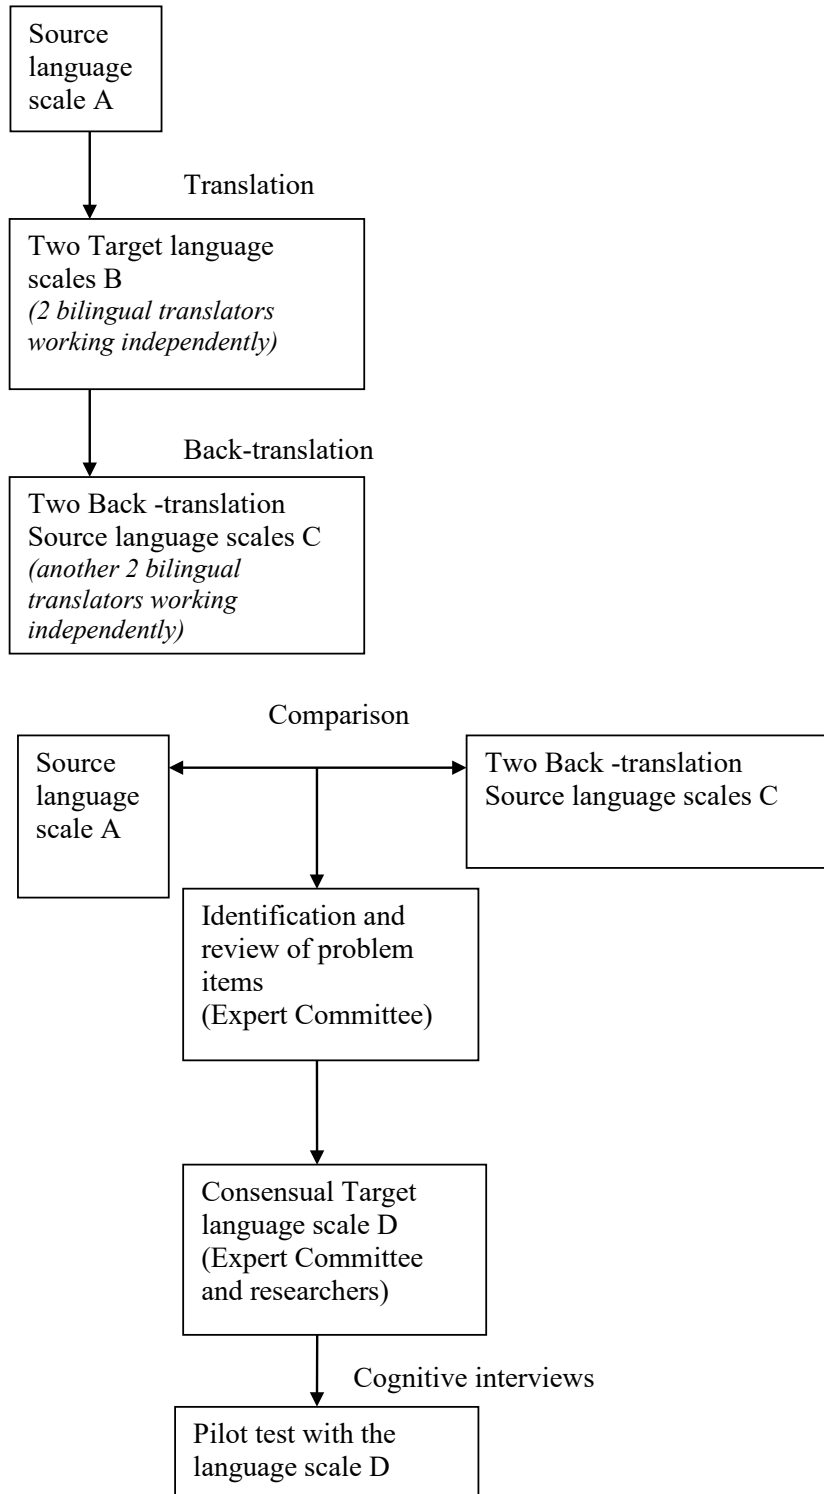 Source
language
scale A
Translation
Two Target language
scales B
(2 bilingual translators
working independently)
Back-translation
Two Back -translation
Source language scales C
(another 2 bilingual
translators working
independently)
Comparison
Source
language
scale A
Two Back -translation
Source language scales C
Identification and
review of problem
items
(Expert Committee)
Consensual Target
language scale D
(Expert Committee
and researchers)
Cognitive interviews
Pilot test with the
language scale D